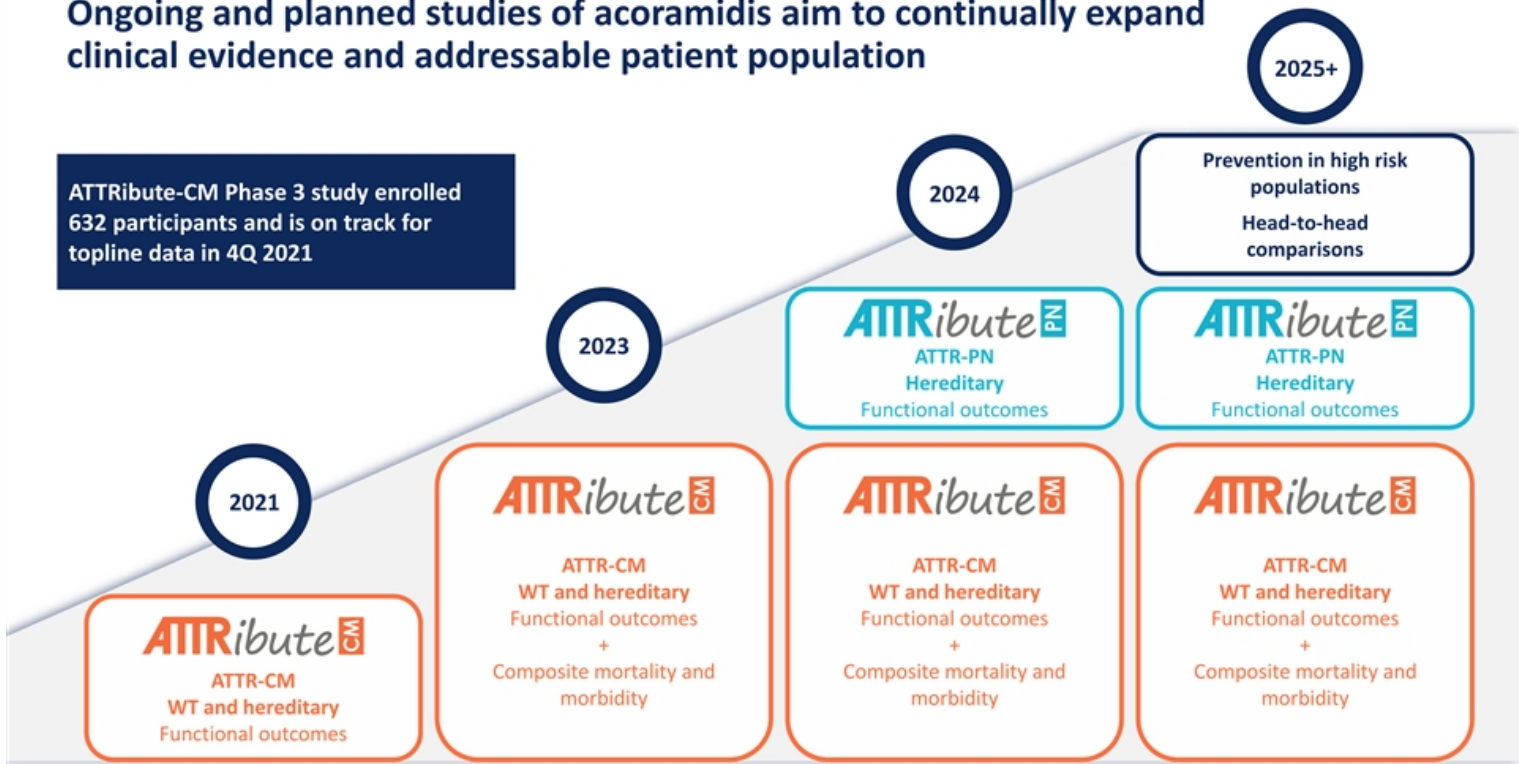 Ongoing and planned studies of acoramidis aim to continually expand
clinical evidence and addressable patient population
2025+
Prevention in high risk
populations
Head-to-head
comparisons
ATTRibute-CM Phase 3 study enrolled
632 participants and is on track for
topline data in 4Q 2021
2024
ATTRibute PN
ATTR-PN
Hereditary
Functional outcomes
ATTRibute PN
ATTR-PN
Hereditary
Functional outcomes
2023
2021
ATTRibute CM
ATTR-CM
WT and hereditary
Functional outcomes
ATTRibute CM
ATTR-CM
WT and hereditary
Functional outcomes
+
Composite mortality and
morbidity
ATTRibute CM
ATTR-CM
WT and hereditary
Functional outcomes
+
Composite mortality and
morbidity
ATTRibute CM
ATTR-CM
WT and hereditary
Functional outcomes
+
Composite mortality and
morbidity